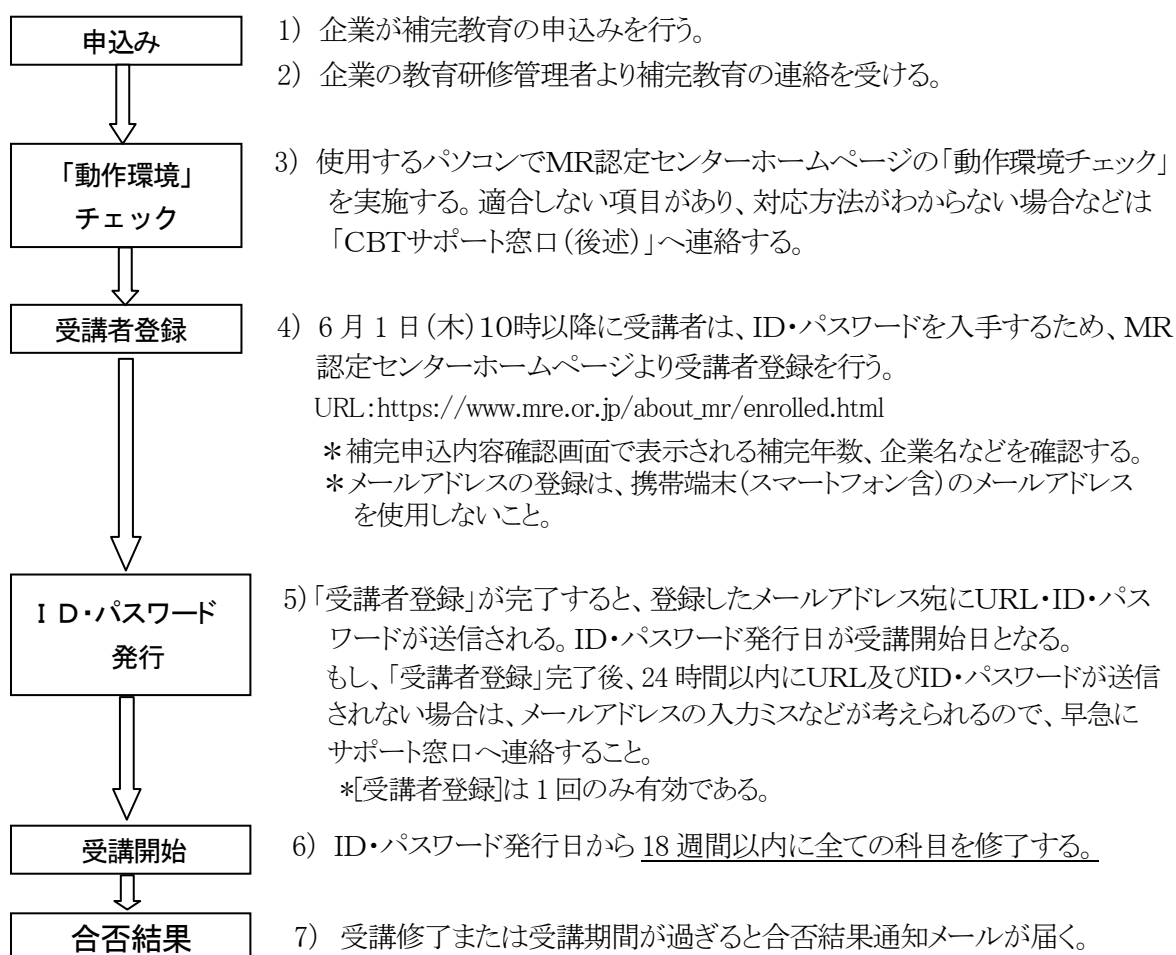 申込み
1) 企業が補完教育の申込みを行う。
2) 企業の教育研修管理者より補完教育の連絡を受ける。
「動作環境」
チェック
3) 使用するパソコンでMR認定センターホームページの「動作環境チェック」
を実施する。適合しない項目があり、対応方法がわからない場合などは
「CBTサポート窓口(後述)」へ連絡する。
受講者登録
4) 6月1日(木)10時以降に受講者は、ID・パスワードを入手するため、MR
認定センターホームページより受講者登録を行う。
URL:https://www.mre.or.jp/about_mr/enrolled.html
＊補完申込内容確認画面で表示される補完年数、企業名などを確認する。
＊メールアドレスの登録は、携帯端末(スマートフォン含)のメールアドレス
を使用しないこと。
ID・パスワード
発行
5)「受講者登録」が完了すると、登録したメールアドレス宛にURL・ID・パス
ワードが送信される。ID・パスワード発行日が受講開始日となる。
もし、「受講者登録」完了後、24時間以内にURL及びID・パスワードが送信
されない場合は、メールアドレスの入力ミスなどが考えられるので、早急に
サポート窓口へ連絡すること。
*[受講者登録]は1回のみ有効である。
受講開始
6) ID・パスワード発行日から 18週間以内に全ての科目を修了する。
合否結果
7) 受講修了または受講期間が過ぎると合否結果通知メールが届く。